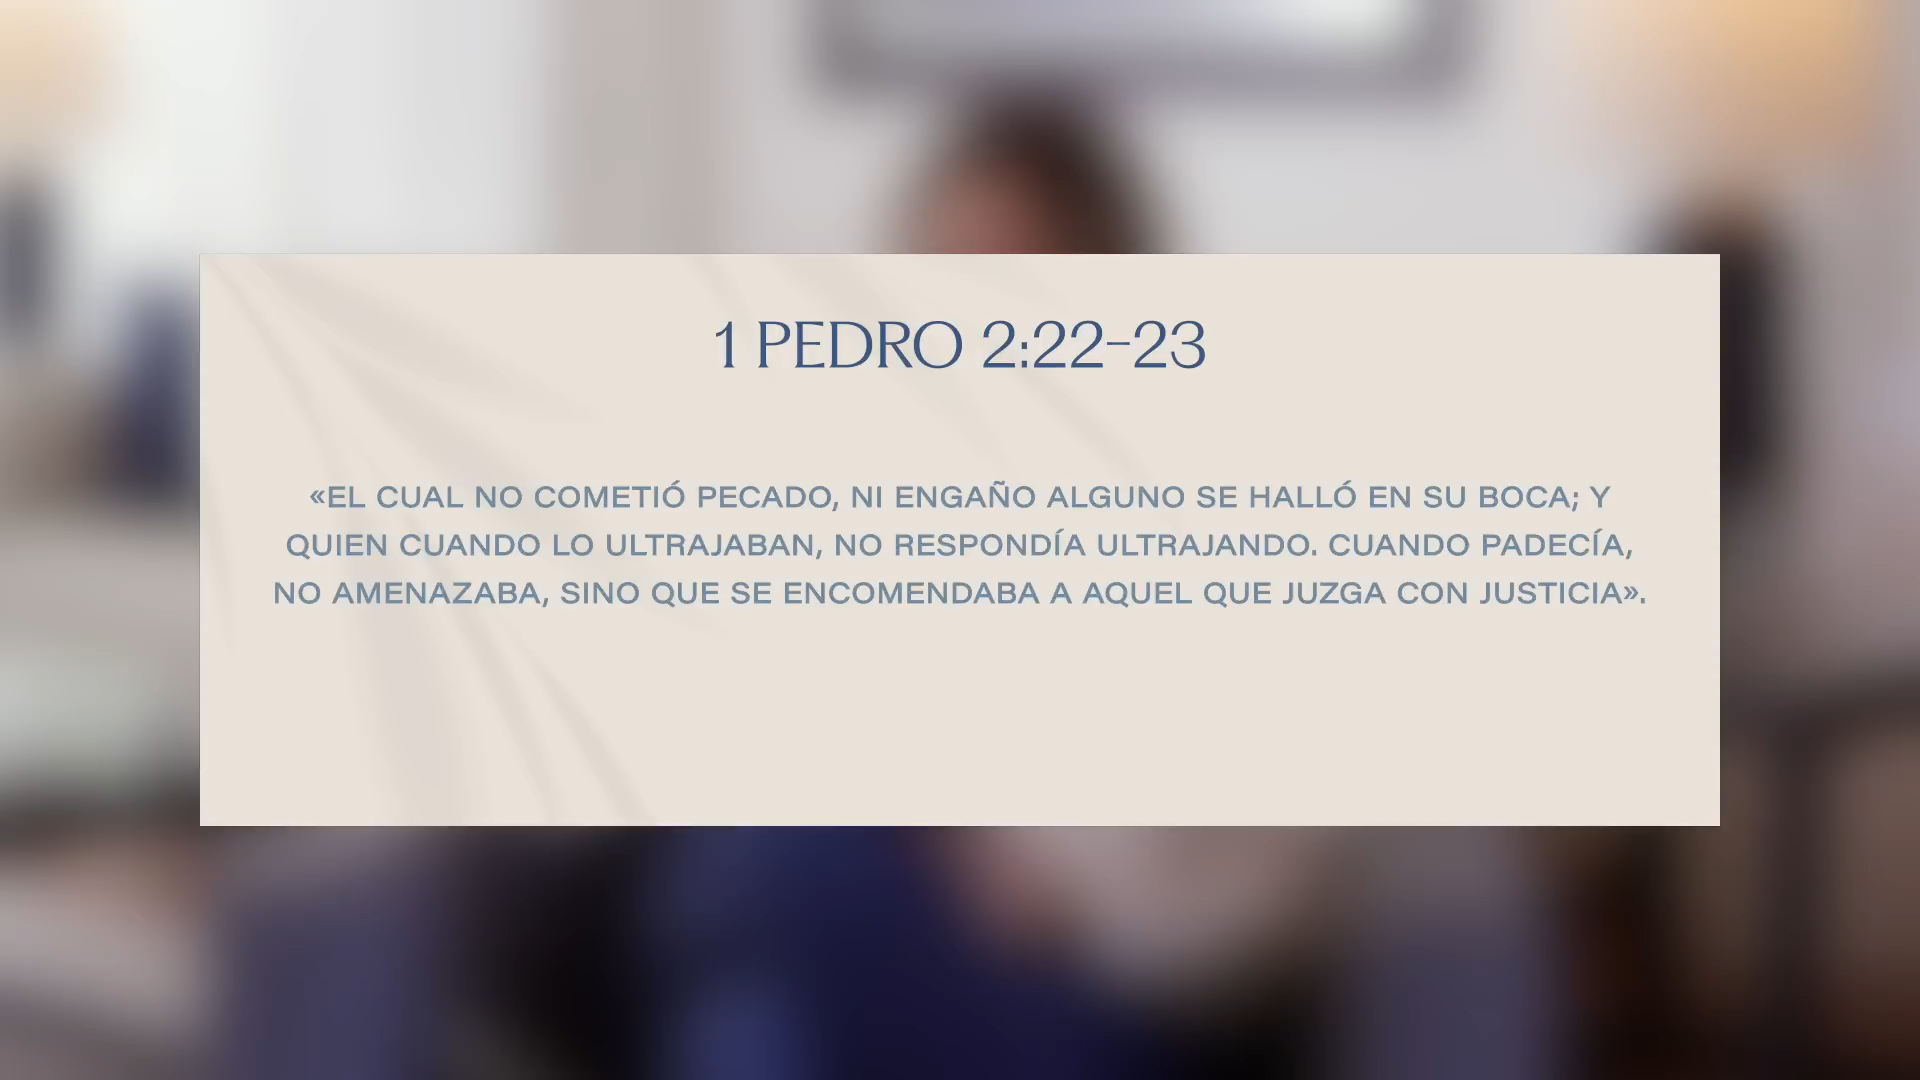 1 PEDRO 2:22–23
«EL CUAL NO COMETIÓ PECADO, NI ENGAÑO ALGUNO SE HALLÓ EN SU BOCA; Y
QUIEN CUANDO LO ULTRAJABAN, NO RESPONDÍA ULTRAJANDO. CUANDO PADECÍA,
NO AMENAZABA, SINO QUE SE ENCOMENDABA A AQUEL QUE JUZGA CON JUSTICIA».